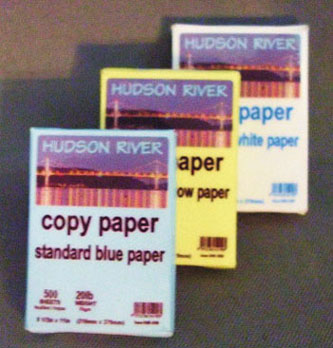 HUDSON RIVER
paper
white paper
HUDSON RIVER
paper
ow paper
HUDSON RIVER
copy paper
standard blue paper
500 20lb
SHEETS WEIGHT